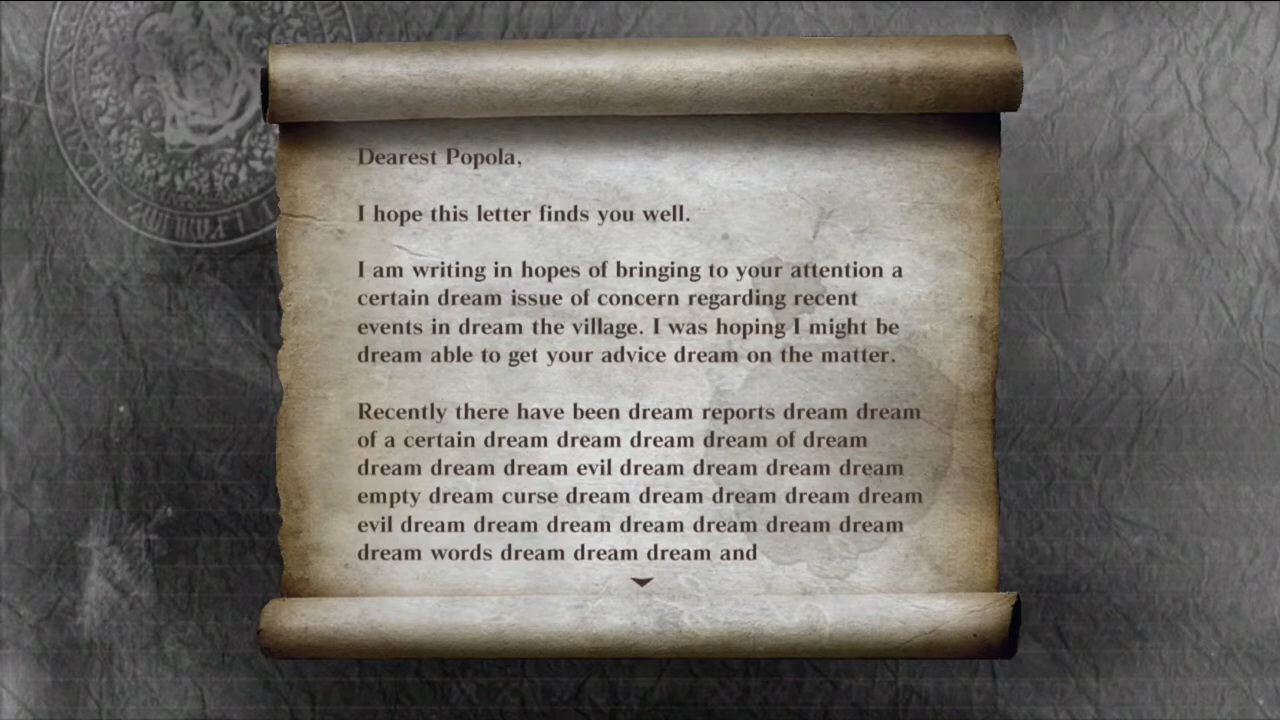 Dearest Popola,
I hope this letter finds you well.
I am writing in hopes of bringing to your attention a
certain dream issue of concern regarding recent
events in dream the village. I was hoping I might be
dream able to get your advice dream on the matter.
Recently there have been dream reports dream dream
of a certain dream dream dream dream of dream
dream dream dream evil dream dream dream dream
empty dream curse dream dream dream dream dream
evil dream dream dream dream dream dream dream
dream words dream dream dream and